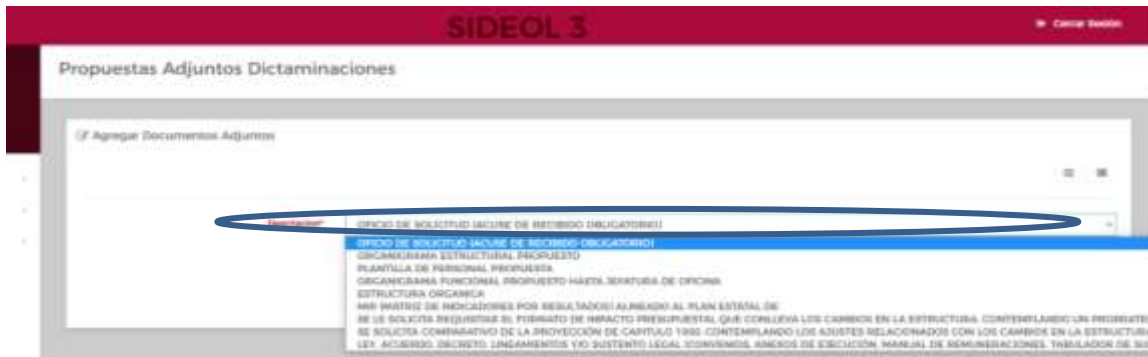 SIDEOL 3
Cerrar Sesión
Propuestas Adjuntos Dictaminaciones
Agregar Documentos Adjuntos
OFICIO DE SOLICITUD (ACUSE DE RECIBIDO OBLIGATORIO)
OFICIO DE SOLICITUD (ACUSE DE RECIBIDO OBLIGATORIO)
ORGANIGRAMA ESTRUCTURAL PROPUESTO
PLANTILLA DE PERSONAL PROPUESTA
ORGANIGRAMA FUNCIONAL PROPUESTO HASTA JEFATURA DE OFICINA
ESTRUCTURA ORGANICA
MIR (MATRIZ DE INDICADORES POR RESULTADOS) ALINEADO AL PLAN ESTATAL DE
SE LE SOLICITA REQUISITAR EL FORMATO DE IMPACTO PRESUPUESTAL QUE CONLLEVA LOS CAMBIOS EN LA ESTRUCTURA, CONTEMPLANDO UN
SE SOLICITA COMPARATIVO DE LA PROYECCIÓN DE CAPITULO 1000, CONTEMPLANDO LOS AJUSTES RELACIONADOS CON LOS CAMBIOS EN LA ESTRUCTURA
LEY, ACUERDO, DECRETO, LINEAMIENTOS Y/O SUSTENTO LEGAL (CONVENIOS, ANEXOS DE EJECUCIÓN, MANUAL DE REMUNERACIONES, TABULADOR DE